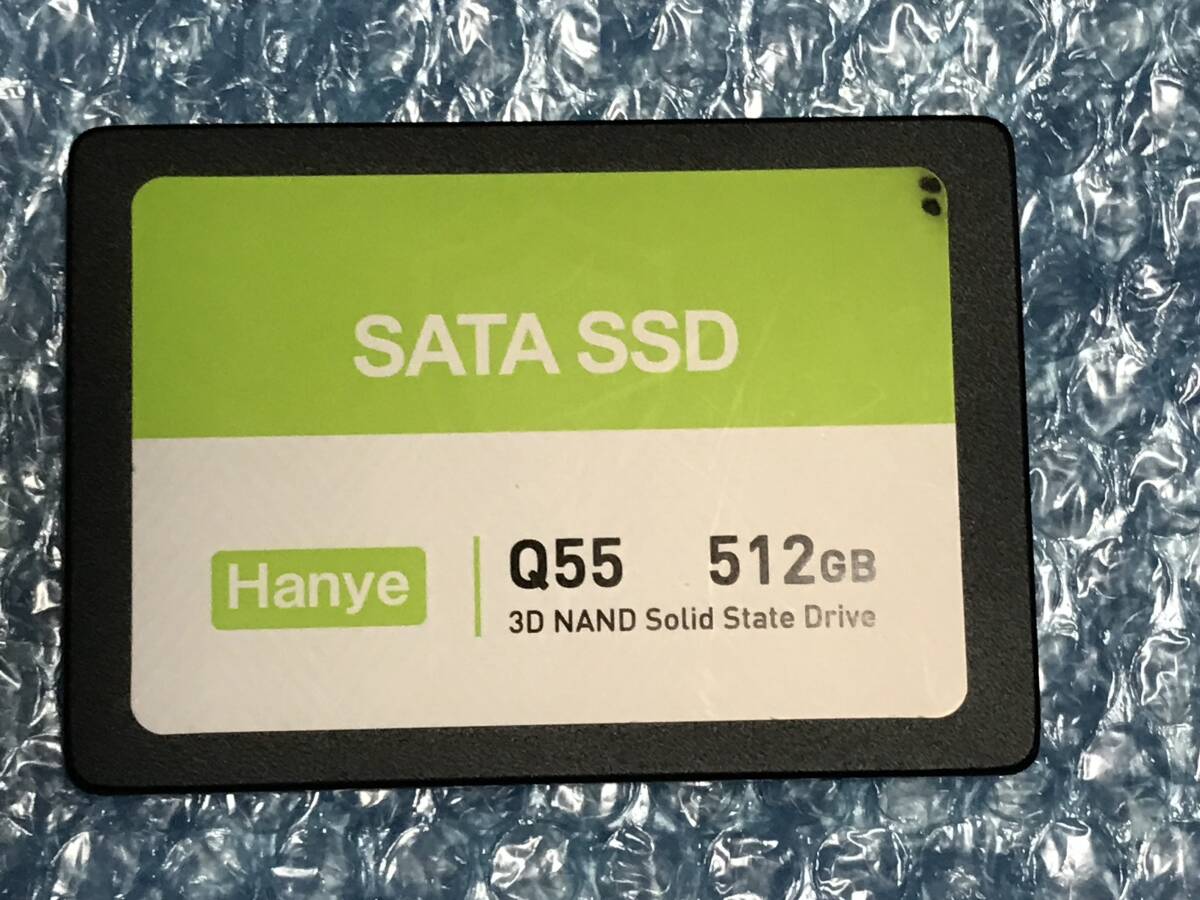 SATA SSD
Hanye
Q55 512GB
3D NAND Solid State Drive